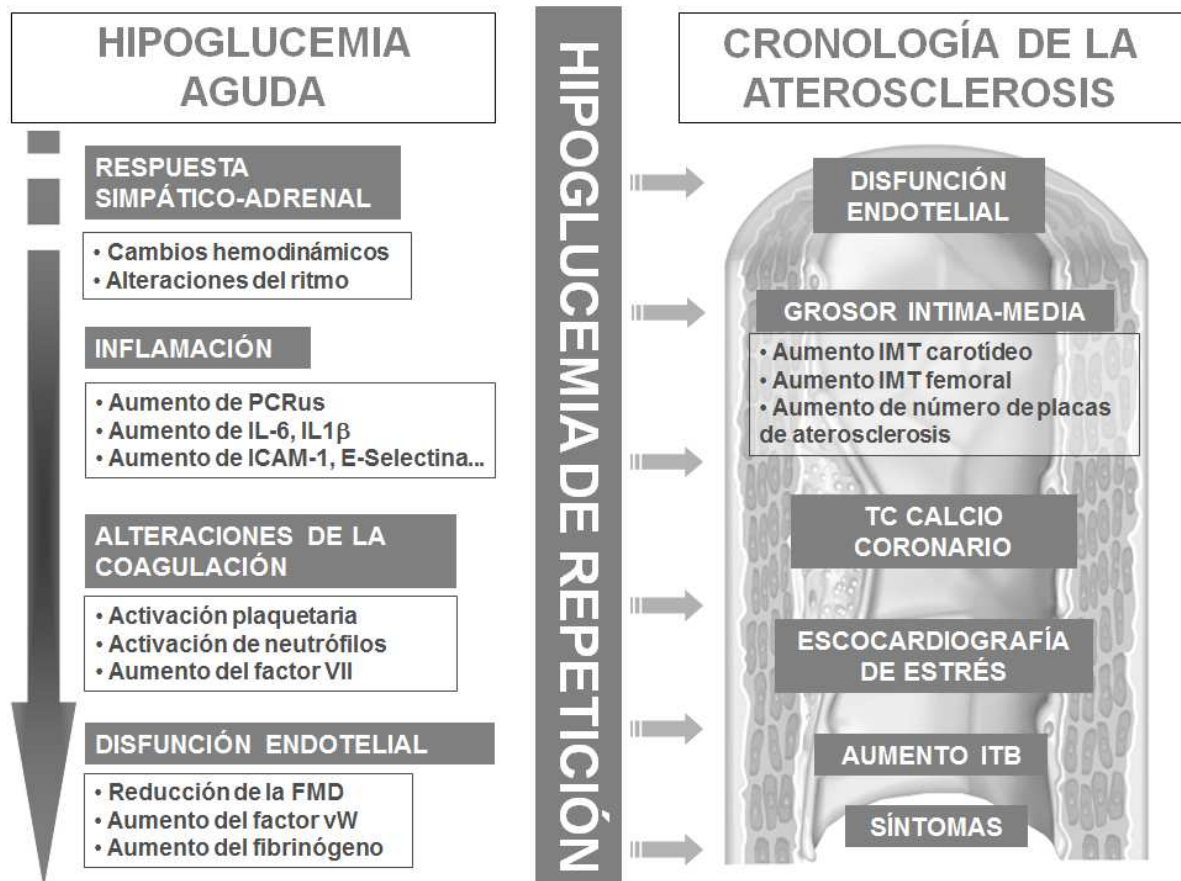 HIPOGLUCEMIA
AGUDA
RESPUESTA
SIMPÁTICO-ADRENAL
• Cambios hemodinámicos
• Alteraciones del ritmo
INFLAMACIÓN
• Aumento de PCRus
• Aumento de IL-6, IL1β
• Aumento de ICAM-1, E-Selectina...
ALTERACIONES DE LA
COAGULACIÓN
• Activación plaquetaria
• Activación de neutrófilos
• Aumento del factor VII
DISFUNCIÓN ENDOTELIAL
• Reducción de la FMD
• Aumento del factor vW
• Aumento del fibrinógeno
HIPOGLUCEMIA DE REPETICIÓN
CRONOLOGÍA DE LA
ATEROSCLEROSIS
DISFUNCIÓN
ENDOTELIAL
GROSOR INTIMA-MEDIA
• Aumento IMT carotídeo
• Aumento IMT femoral
• Aumento de número de placas
de aterosclerosis
TC CALCIO
CORONARIO
ESCOCARDIOGRAFÍA
DE ESTRÉS
AUMENTO ITB
SÍNTOMAS